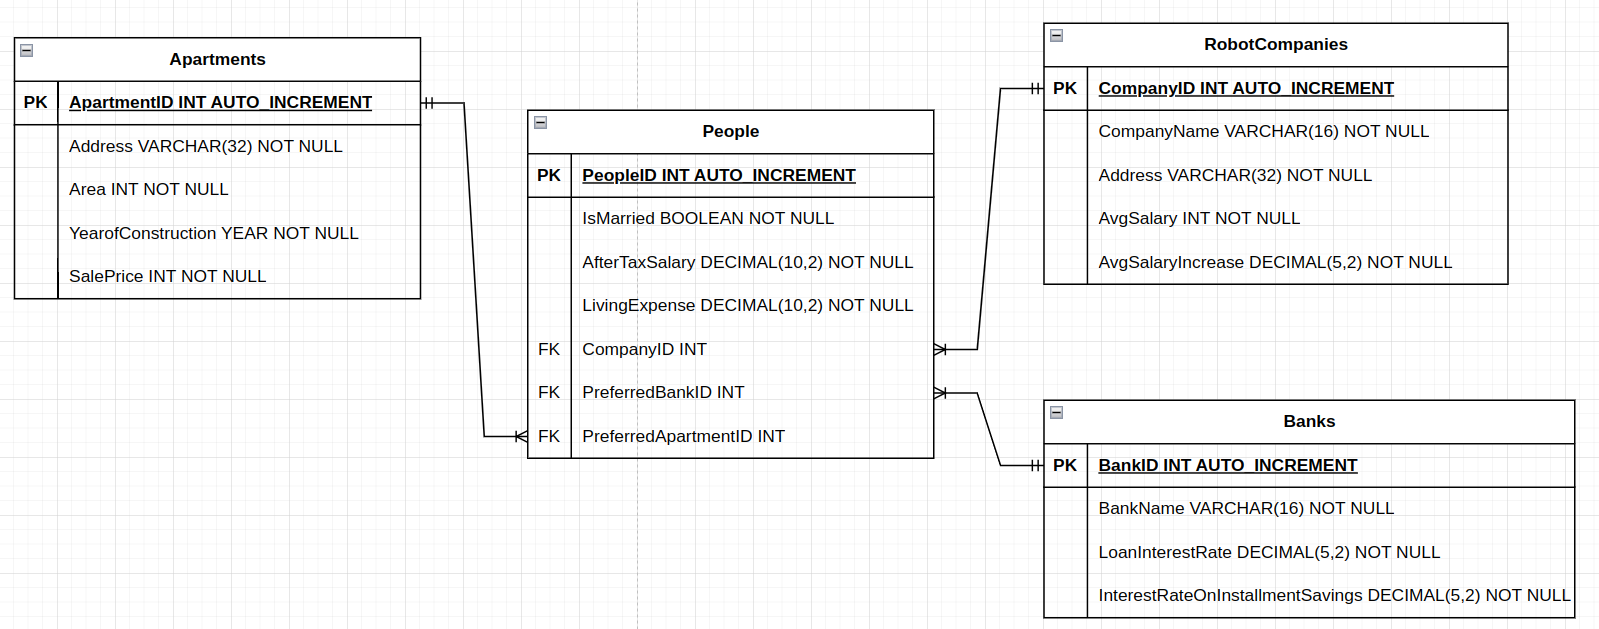 Apartments
PK ApartmentID INT AUTO_INCREMENT
Address VARCHAR(32) NOT NULL
Area INT NOT NULL
YearofConstruction YEAR NOT NULL
SalePrice INT NOT NULL
People
PK PeopleID INT AUTO_INCREMENT
IsMarried BOOLEAN NOT NULL
AfterTaxSalary DECIMAL(10,2) NOT NULL
LivingExpense DECIMAL(10,2) NOT NULL
FK CompanyID INT
FK PreferredBankID INT
FK PreferredApartmentID INT
RobotCompanies
PK CompanyID INT AUTO_INCREMENT
CompanyName VARCHAR(16) NOT NULL
Address VARCHAR(32) NOT NULL
AvgSalary INT NOT NULL
AvgSalaryIncrease DECIMAL(5,2) NOT NULL
Banks
PK BankID INT AUTO_INCREMENT
BankName VARCHAR(16) NOT NULL
LoanInterestRate DECIMAL(5,2) NOT NULL
InterestRateOnInstallmentSavings DECIMAL(5,2) NOT NULL